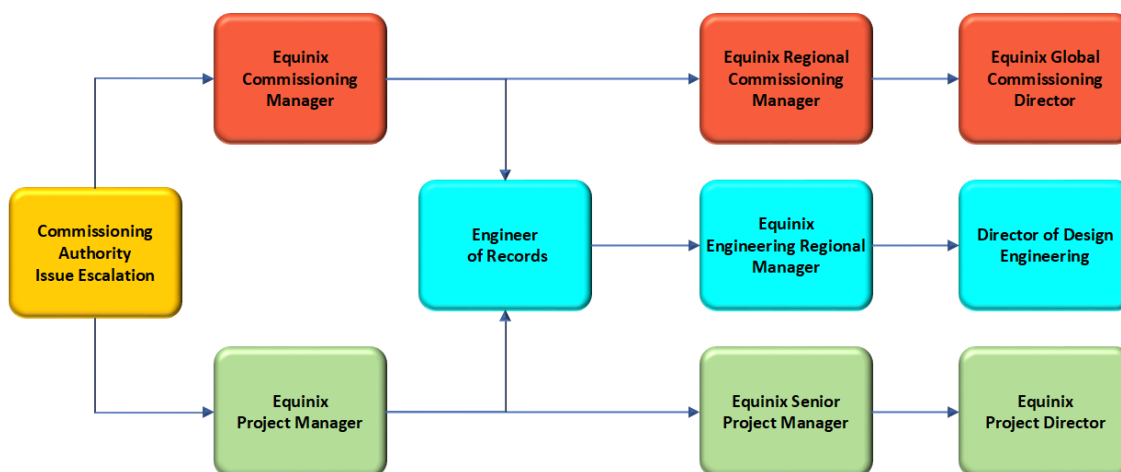 Equinix
Commissioning
Manager
Equinix Regional
Commissioning
Manager
Equinix Global
Commissioning
Director
Commissioning
Authority
Issue Escalation
Engineer
of Records
Equinix
Engineering Regional
Manager
Director of Design
Engineering
Equinix
Project Manager
Equinix Senior
Project Manager
Equinix
Project Director